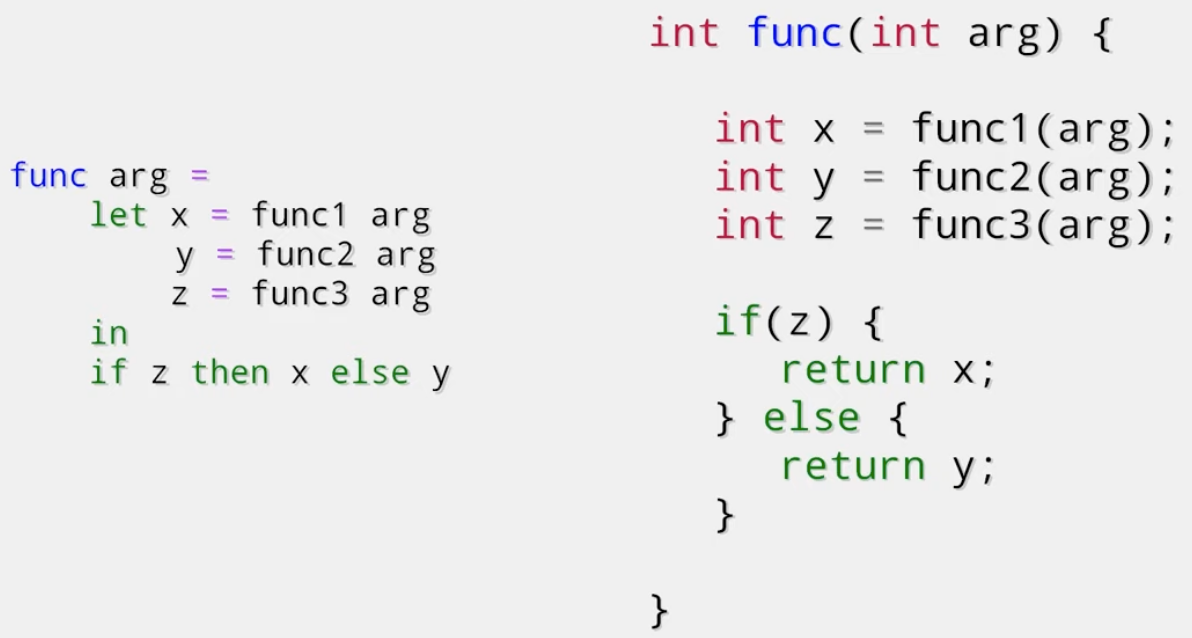 func arg =
let x = func1 arg
y = func2 arg
z = func3 arg
in
if z then x else y
int func(int arg) {
int x = func1(arg);
int y = func2(arg);
int z = func3(arg);
if(z) {
return x;
} else {
return y;
}
}